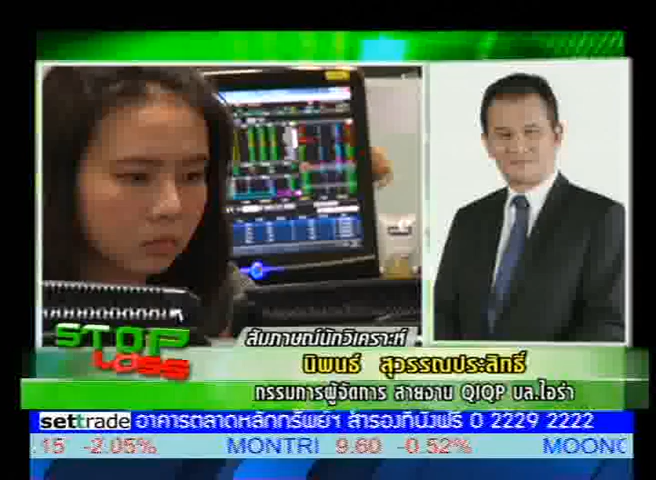 STOP
LOSS
สัมภาษณ์นักวิเคราะห์
นิพนธ์ สุวรรณประสิทธิ์
กรรมการผู้จัดการ สายงาน QIQP บล.ไอร่า
settrade อาคารตลาดหลักทรัพย์ฯ สำรองที่นั่งฟรี 0 2229 2222
.15 -2.05% MONTRI 9.60 -0.52% MOONG